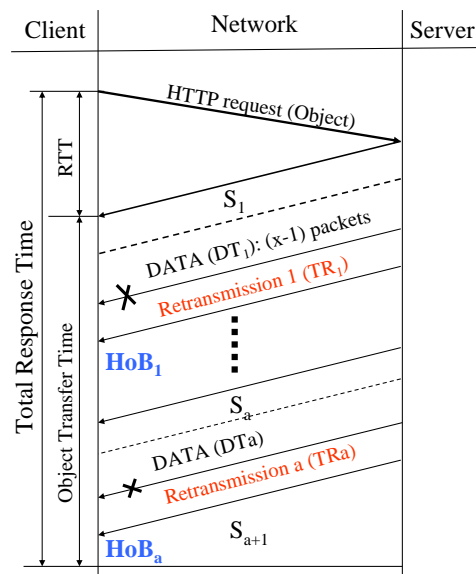 Client
Network
Server
HTTP request (Object)
RTT
S1
DATA (DT1): (x-1) packets
Retransmission 1 (TR1)
HoB1
Total Response Time
Object Transfer Time
Sa
DATA (DTa)
Retransmission a (TRa)
Sa+1
HoBa